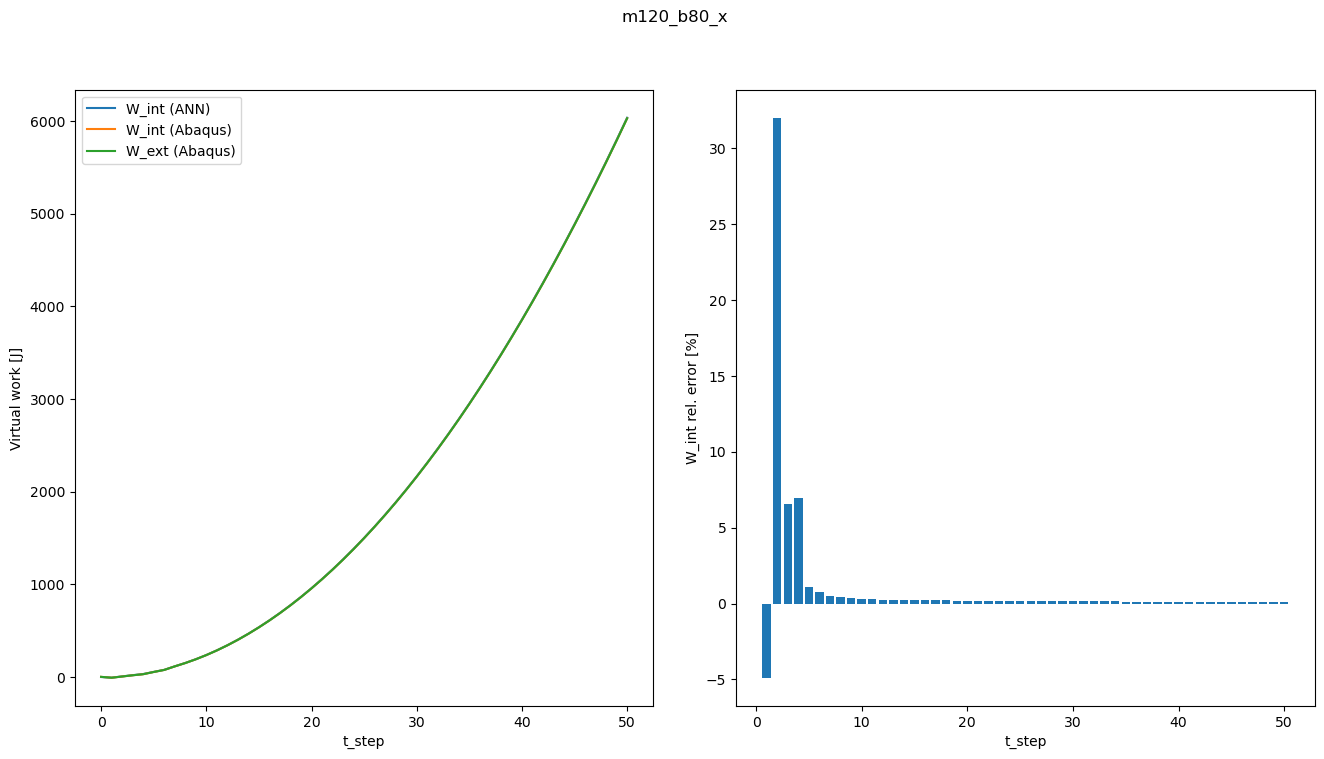 m120_b80_x
W_int (ANN)
W_int (Abaqus)
W_ext (Abaqus)
Virtual work [J]
6000
5000
4000
3000
2000
1000
0
0 10 20 30 40 50
t_step
W_int rel. error [%]
30
25
20
15
10
5
0
−5
0 10 20 30 40 50
t_step